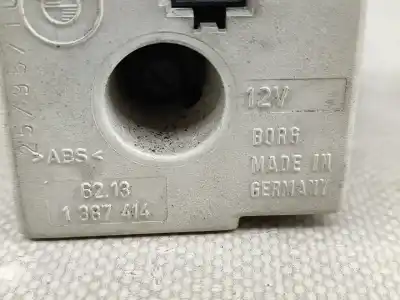 12V
>ABS<
BORG
MADE IN
GERMANY
62.13
1 387 414